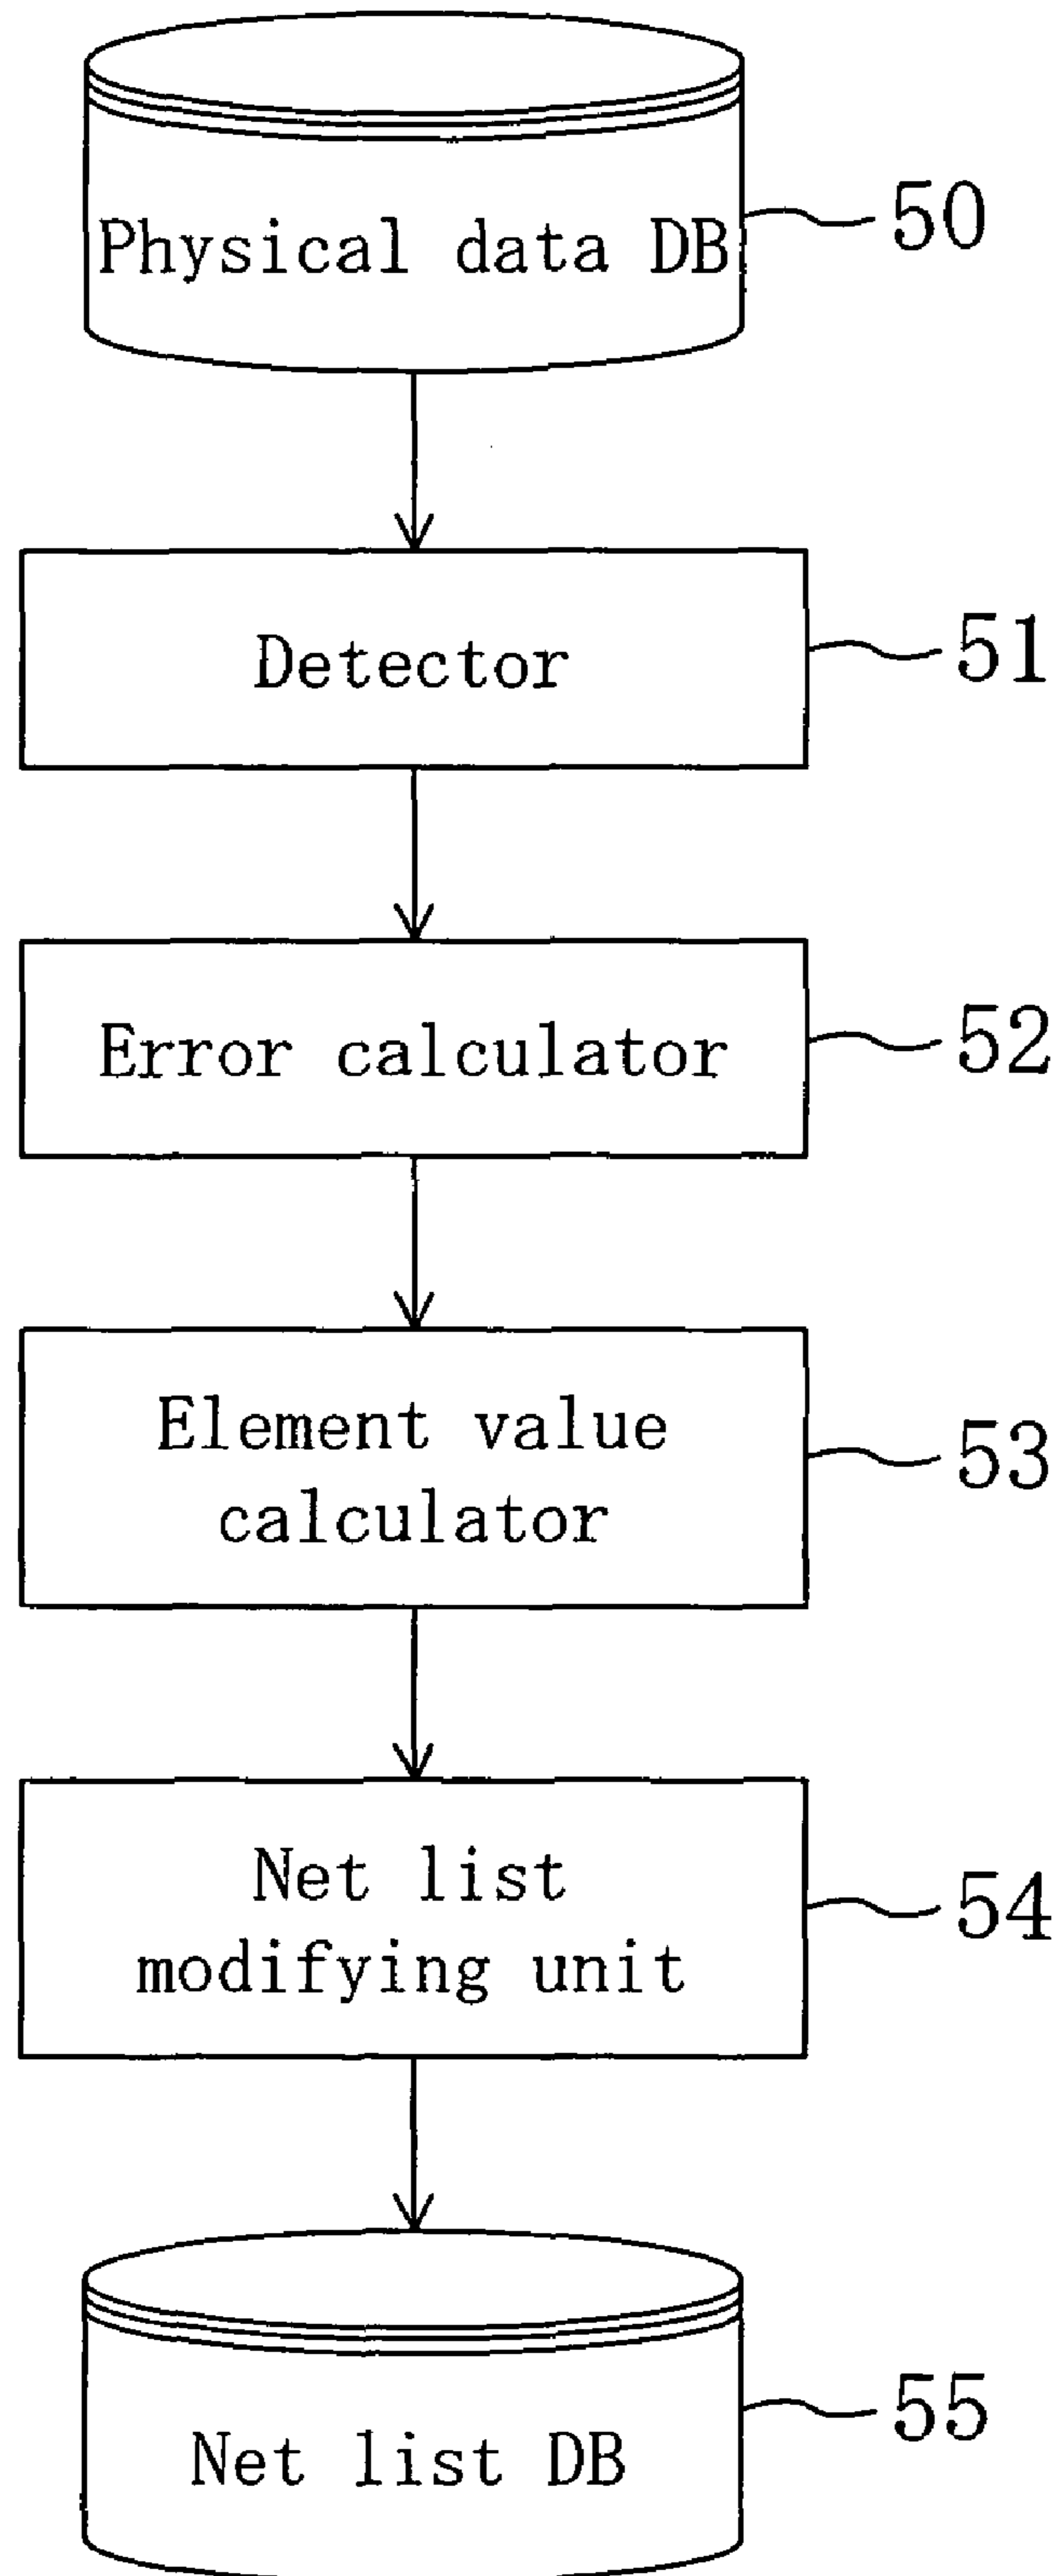 Physical data DB
50
Detector
51
Error calculator
52
Element value
calculator
53
Net list
modifying unit
54
Net list DB
55